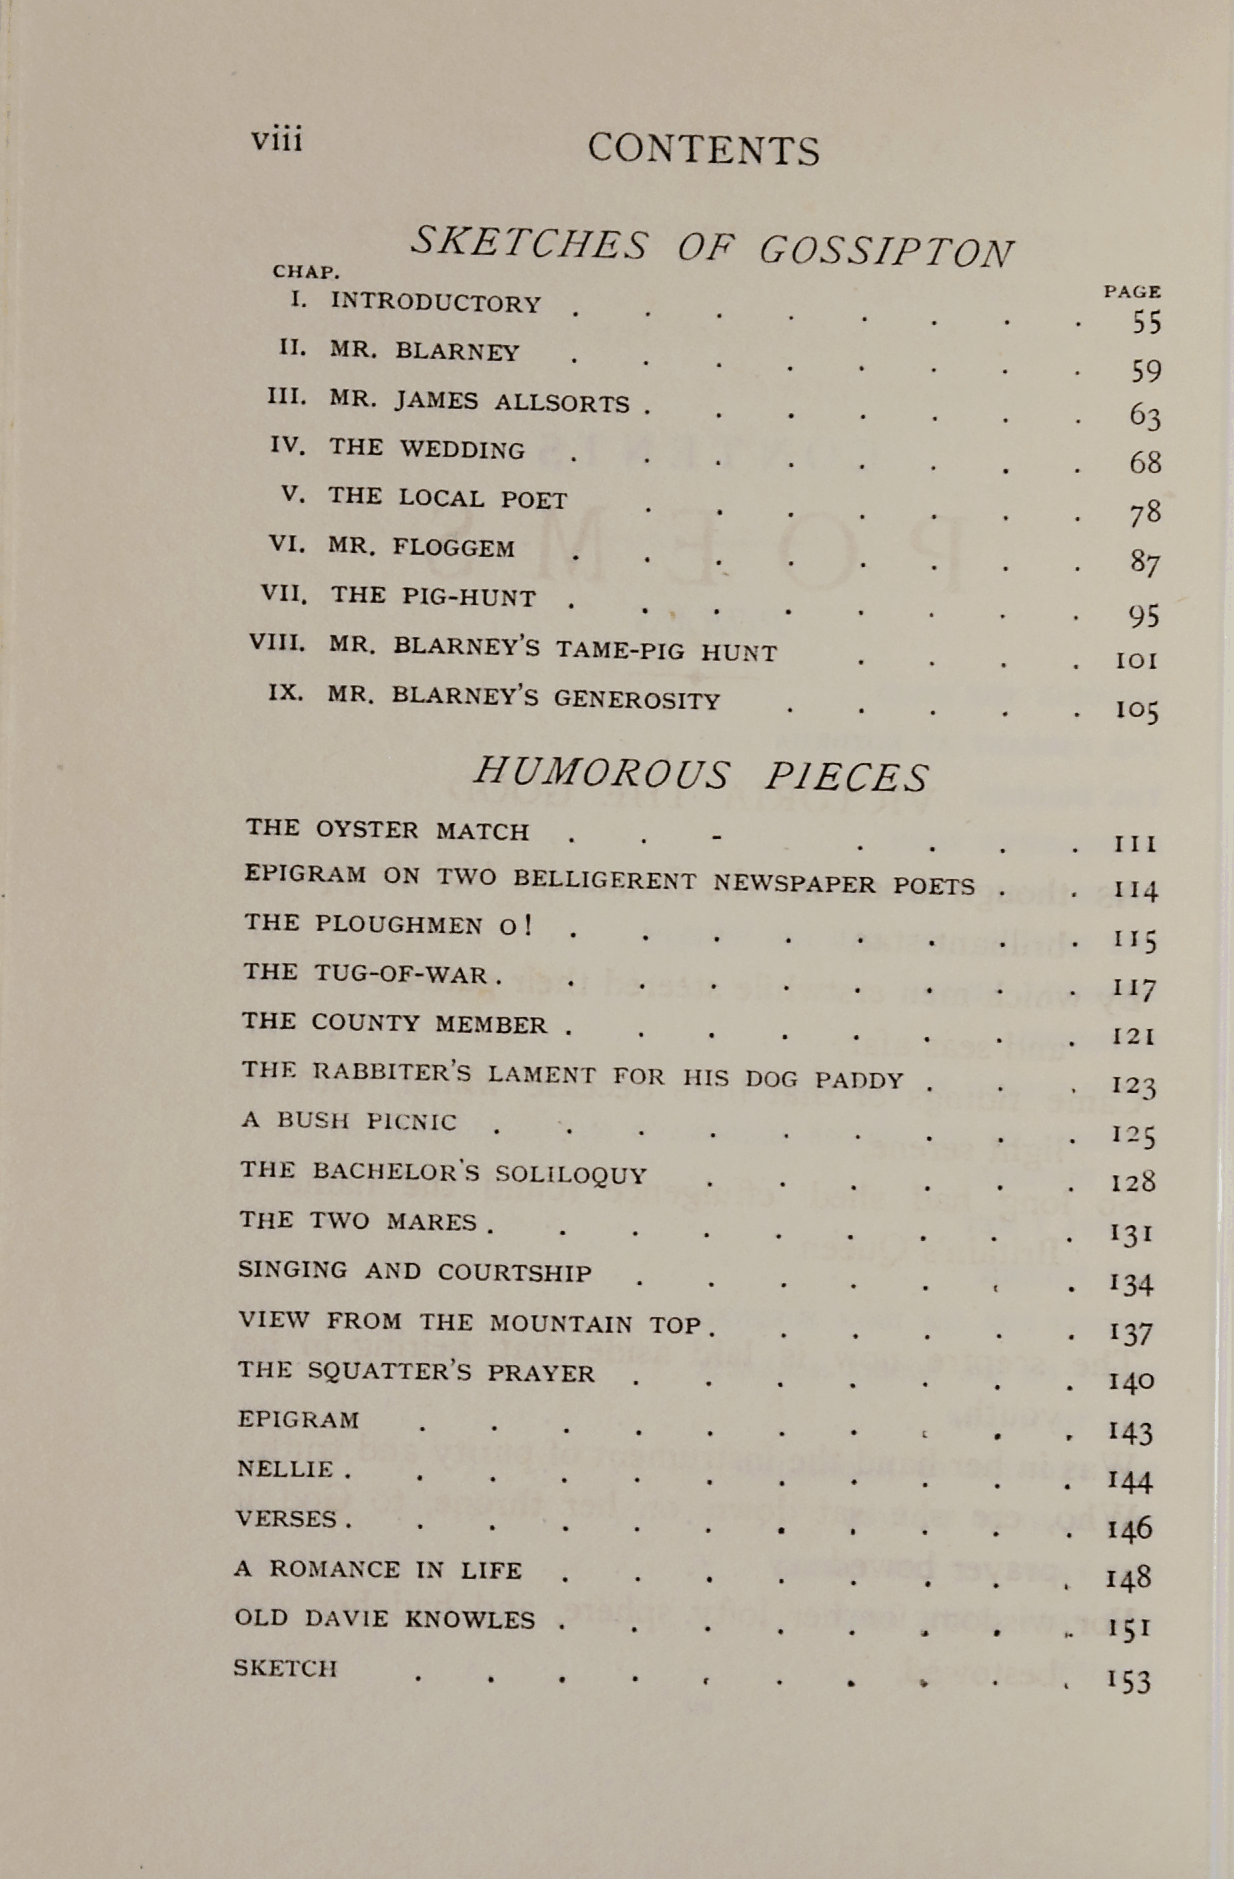 viii CONTENTS
SKETCHES OF GOSSIPTON
CHAP. PAGE
I. INTRODUCTORY . . . . . . . . 55
II. MR. BLARNEY . . . . . . . . 59
III. MR. JAMES ALLSORTS . . . . . . . 63
IV. THE WEDDING . . . . . . . . 68
V. THE LOCAL POET . . . . . . . 78
VI. MR. FLOGGEM . . . . . . . . 87
VII. THE PIG-HUNT . . . . . . . . 95
VIII. MR. BLARNEY'S TAME-PIG HUNT . . . . 101
IX. MR. BLARNEY'S GENEROSITY . . . . . 105
HUMOROUS PIECES
THE OYSTER MATCH . . - . . . . 111
EPIGRAM ON TWO BELLIGERENT NEWSPAPER POETS . . 114
THE PLOUGHMEN O! . . . . . . . . 115
THE TUG-OF-WAR . . . . . . . . . 117
THE COUNTY MEMBER . . . . . . . . 121
THE RABBITER'S LAMENT FOR HIS DOG PADDY . . . 123
A BUSH PICNIC . . . . . . . . . 125
THE BACHELOR'S SOLILOQUY . . . . . . 128
THE TWO MARES . . . . . . . . . 131
SINGING AND COURTSHIP . . . . . . . 134
VIEW FROM THE MOUNTAIN TOP . . . . . . 137
THE SQUATTER'S PRAYER . . . . . . . 140
EPIGRAM . . . . . . . . . . 143
NELLIE . . . . . . . . . . . 144
VERSES . . . . . . . . . . . 146
A ROMANCE IN LIFE . . . . . . . . 148
OLD DAVIE KNOWLES . . . . . . . . 151
SKETCH . . . . . . . . . . 153